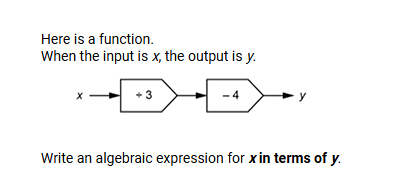 Here is a function.
When the input is x, the output is y.
x ÷ 3 − 4 y
Write an algebraic expression for x in terms of y.